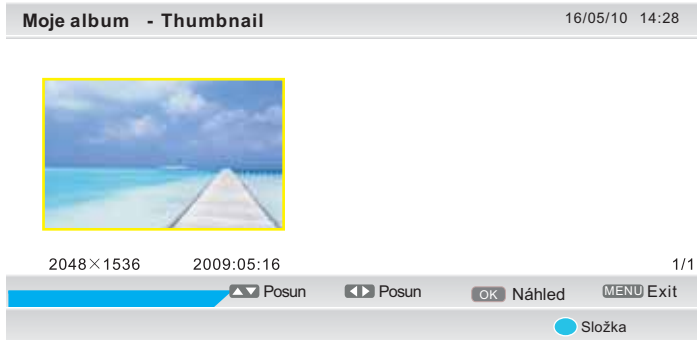 Moje album - Thumbnail 16/05/10 14:28
2048×1536 2009:05:16 1/1
Posun Posun OK Náhled MENU Exit
Složka